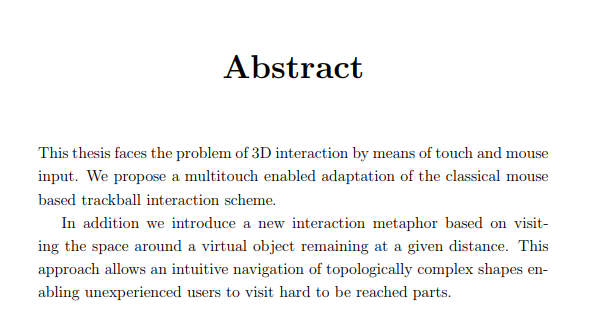 Abstract
This thesis faces the problem of 3D interaction by means of touch and mouse
input. We propose a multitouch enabled adaptation of the classical mouse
based trackball interaction scheme.
In addition we introduce a new interaction metaphor based on visit-
ing the space around a virtual object remaining at a given distance. This
approach allows an intuitive navigation of topologically complex shapes en-
abling unexperienced users to visit hard to be reached parts.